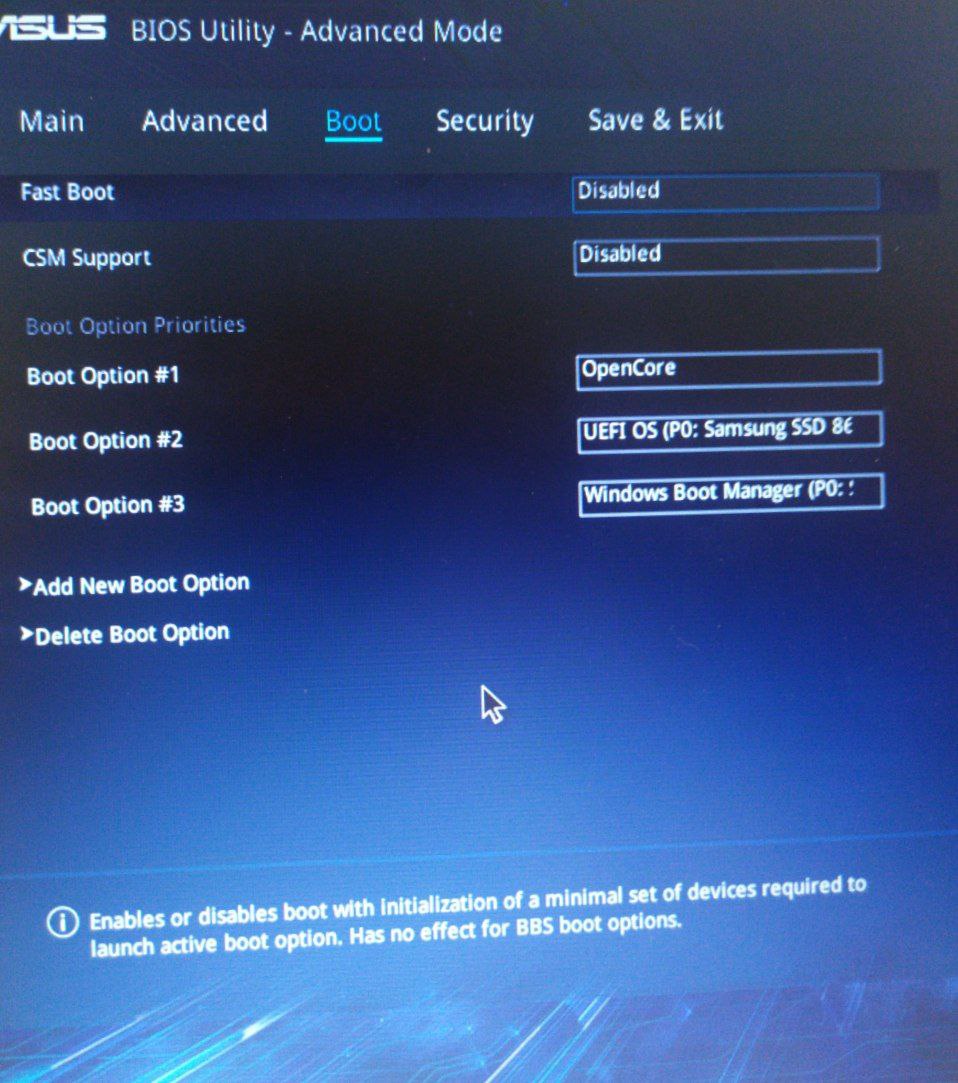 ASUS BIOS Utility - Advanced Mode
Main Advanced Boot Security Save & Exit
Fast Boot Disabled
CSM Support Disabled
Boot Option Priorities
Boot Option #1 OpenCore
Boot Option #2 UEFI OS (P0: Samsung SSD 86
Boot Option #3 Windows Boot Manager (P0:
Add New Boot Option
Delete Boot Option
Enables or disables boot with initialization of a minimal set of devices required to
launch active boot option. Has no effect for BBS boot options.